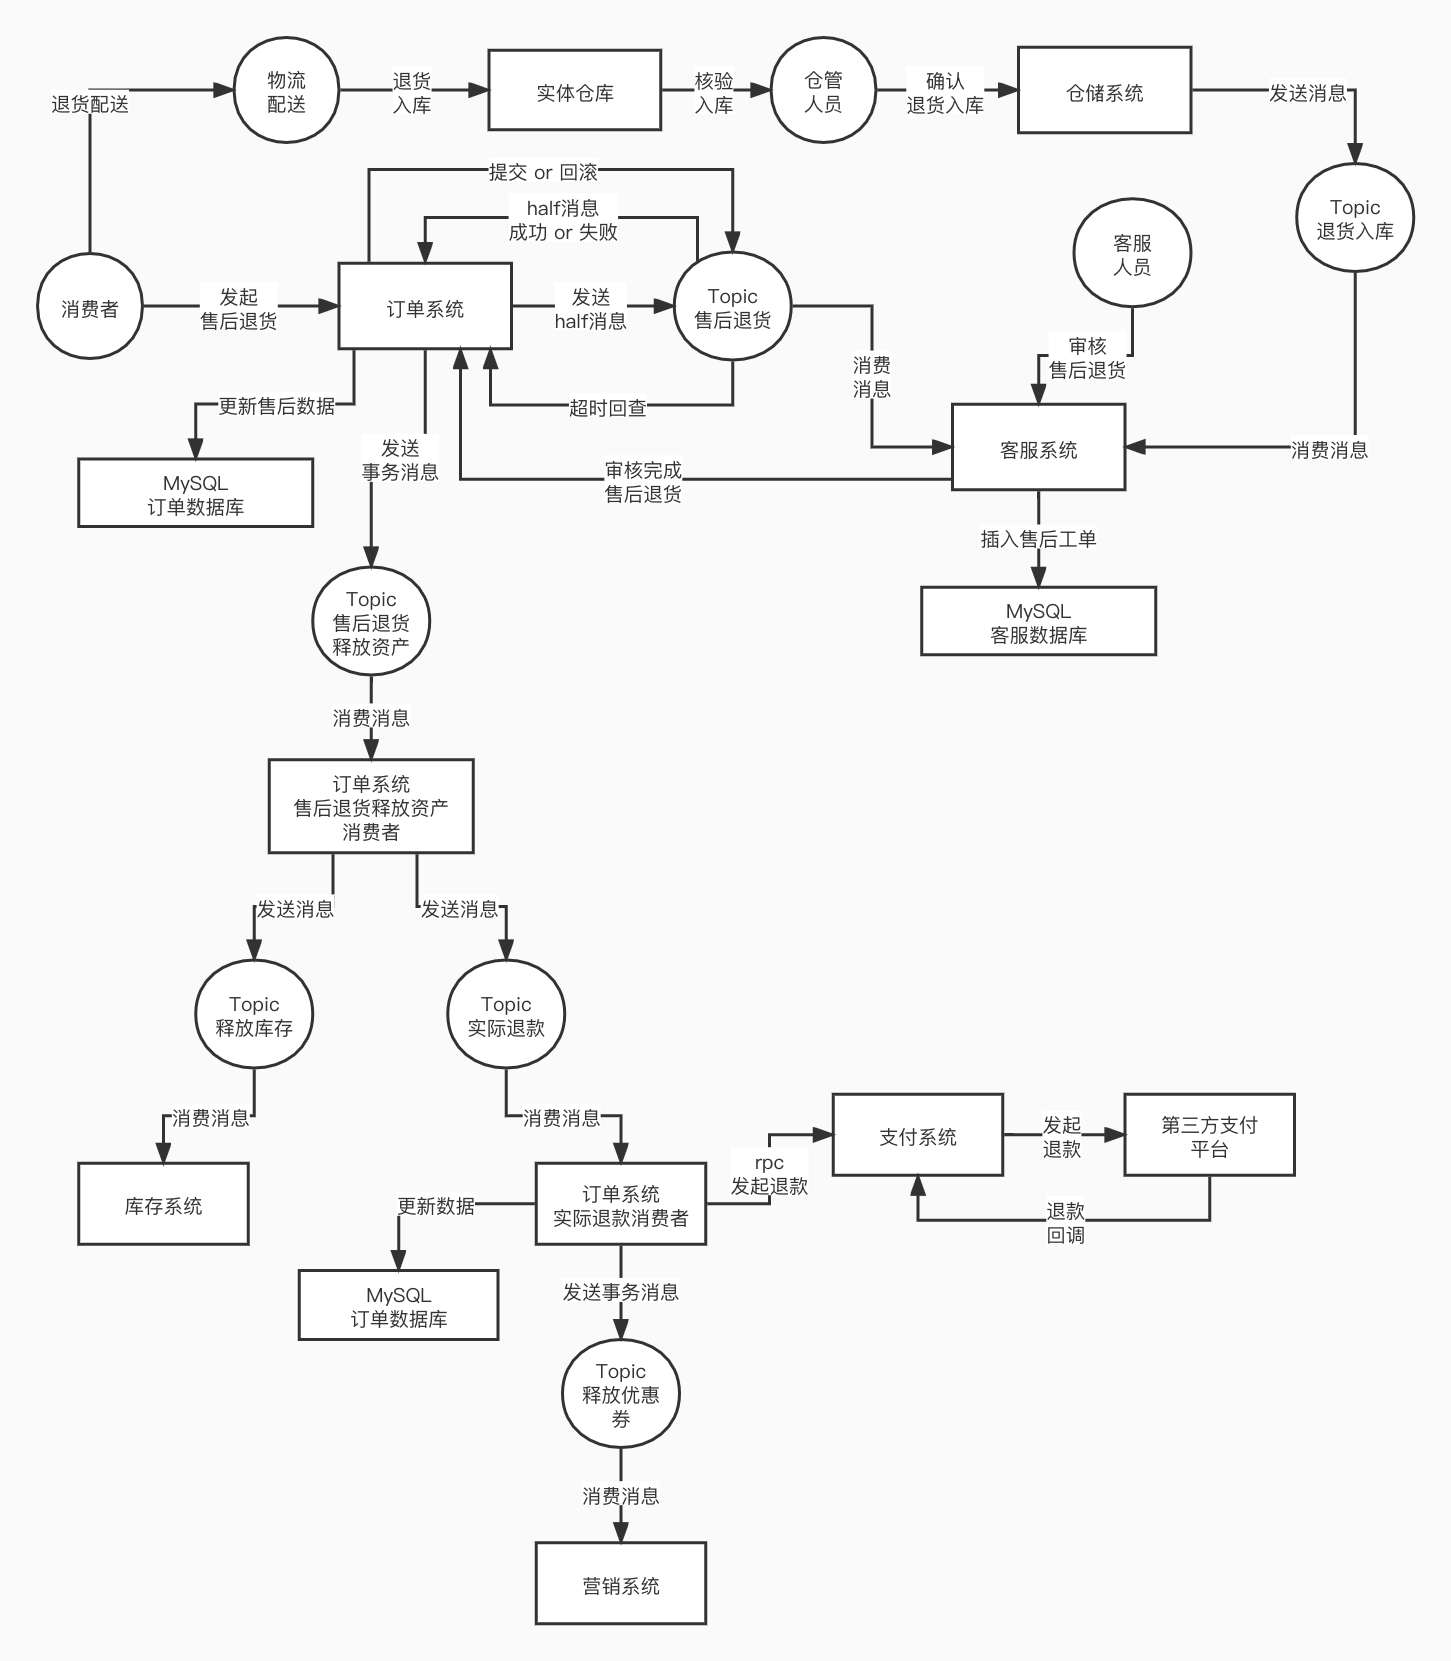 物流
配送
退货
入库
实体仓库
核验
入库
仓管
人员
确认
退货入库
仓储系统
发送消息
退货配送
提交 or 回滚
half消息
成功 or 失败
Topic
退货入库
客服
人员
消费者
发起
售后退货
订单系统
发送
half消息
Topic
售后退货
消费
消息
审核
售后退货
更新售后数据
超时回查
发送
事务消息
审核完成
售后退货
客服系统
消费消息
MySQL
订单数据库
插入售后工单
MySQL
客服数据库
Topic
售后退货
释放资产
消费消息
订单系统
售后退货释放资产
消费者
发送消息
发送消息
Topic
释放库存
Topic
实际退款
消费消息
消费消息
库存系统
更新数据
订单系统
实际退款消费者
rpc
发起退款
支付系统
发起
退款
第三方支付
平台
退款
回调
MySQL
订单数据库
发送事务消息
Topic
释放优惠
券
消费消息
营销系统